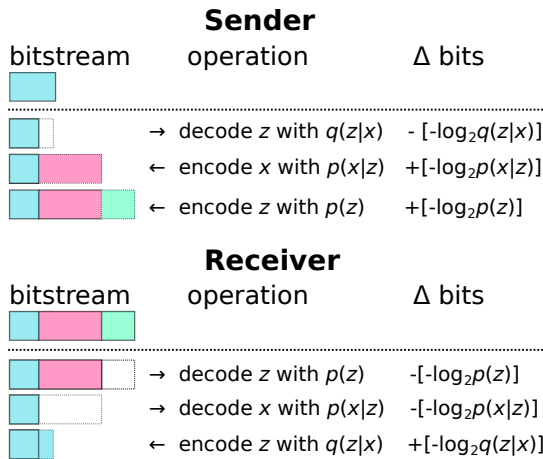 Sender
bitstream operation Δ bits
→ decode z with q(z|x) - [-log₂q(z|x)]
← encode x with p(x|z) +[-log₂p(x|z)]
← encode z with p(z) +[-log₂p(z)]
Receiver
bitstream operation Δ bits
→ decode z with p(z) -[-log₂p(z)]
→ decode x with p(x|z) -[-log₂p(x|z)]
← encode z with q(z|x) +[-log₂q(z|x)]